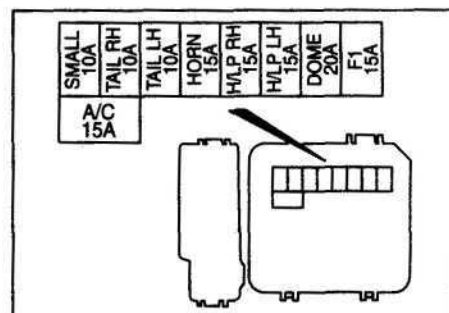 SMALL
10A
TAIL RH
10A
TAIL LH
10A
HORN
15A
H/LP RH
15A
H/LP LH
15A
DOME
20A
F1
15A
A/C
15A